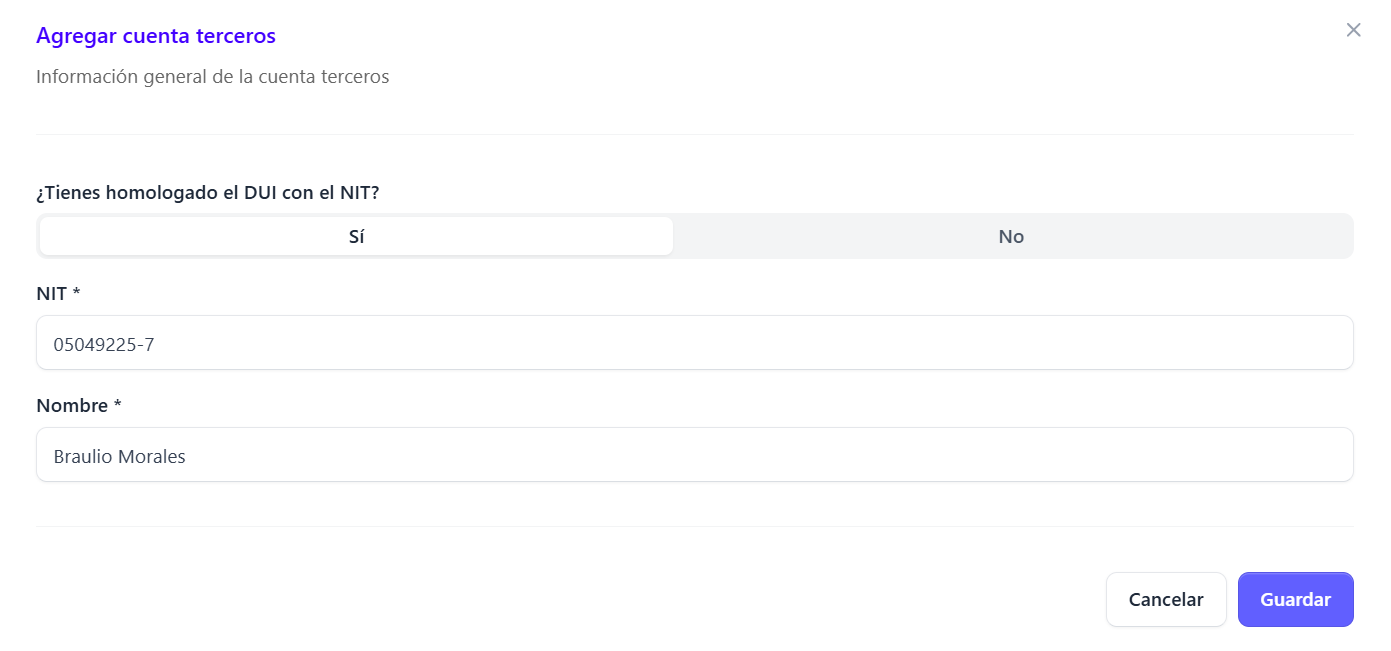 Agregar cuenta terceros
Información general de la cuenta terceros
¿Tienes homologado el DUI con el NIT?
Sí No
NIT *
05049225-7
Nombre *
Braulio Morales
Cancelar Guardar